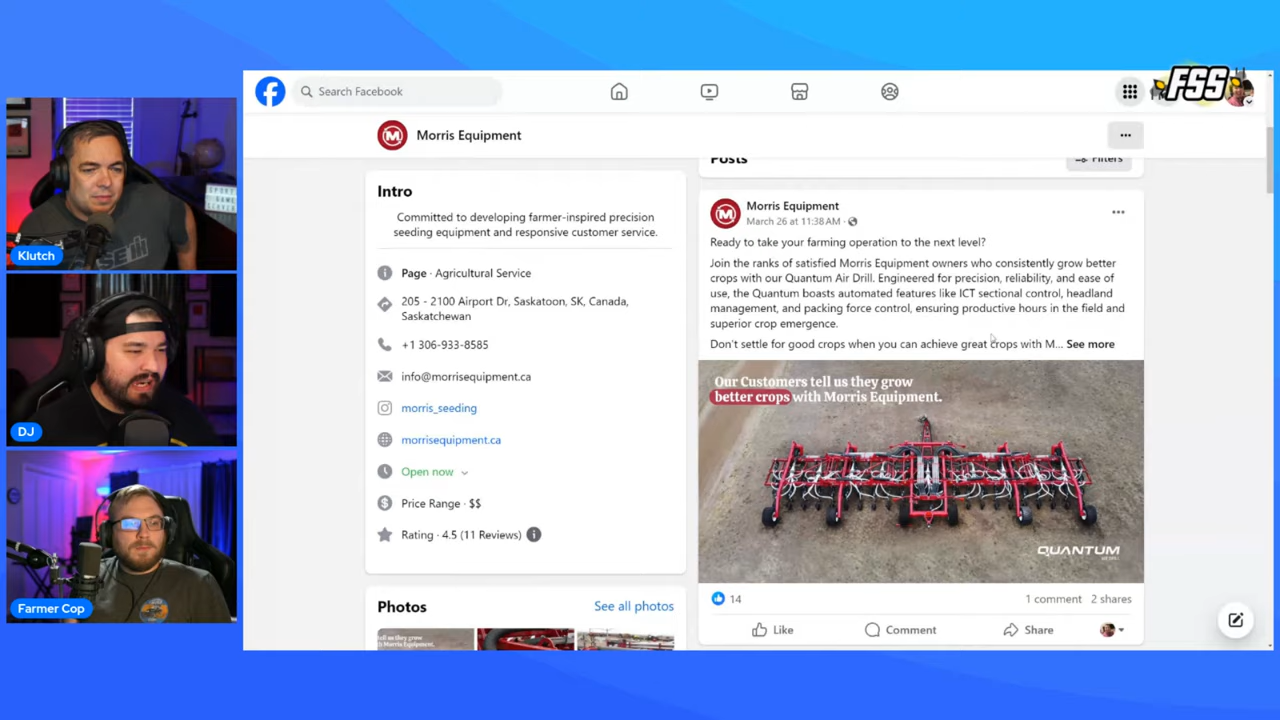 FSS
Search Facebook
Morris Equipment
Klutch
DJ
Farmer Cop
Intro
Committed to developing farmer-inspired precision
seeding equipment and responsive customer service.
Page · Agricultural Service
205 - 2100 Airport Dr, Saskatoon, SK, Canada,
Saskatchewan
+1 306-933-8585
info@morrisequipment.ca
morris_seeding
morrisequipment.ca
Open now
Price Range · $$
Rating · 4.5 (11 Reviews)
Photos
See all photos
Posts
Filters
Morris Equipment
March 26 at 11:38 AM ·
Ready to take your farming operation to the next level?
Join the ranks of satisfied Morris Equipment owners who consistently grow better
crops with our Quantum Air Drill. Engineered for precision, reliability, and ease of
use, the Quantum boasts automated features like ICT sectional control, headland
management, and packing force control, ensuring productive hours in the field and
superior crop emergence.
Don't settle for good crops when you can achieve great crops with M... See more
Our Customers tell us they grow
better crops with Morris Equipment.
QUANTUM
14
1 comment 2 shares
Like
Comment
Share